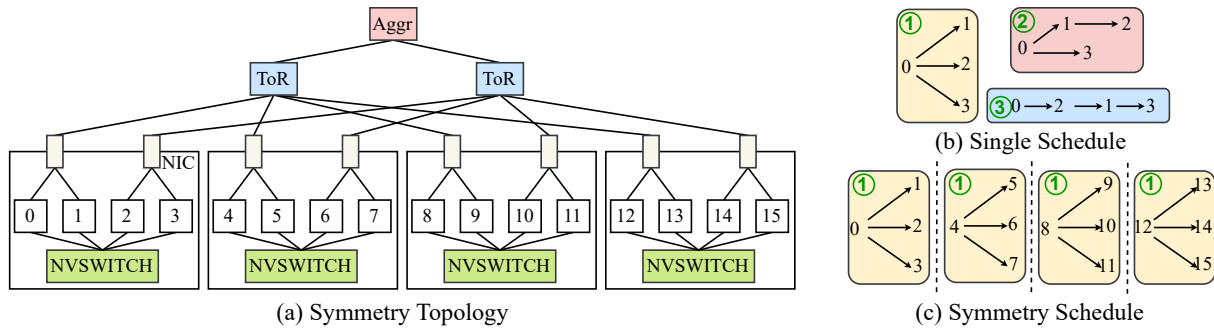 Aggr
ToR ToR
NIC
0 1 2 3 4 5 6 7 8 9 10 11 12 13 14 15
NVSWITCH NVSWITCH NVSWITCH NVSWITCH
(a) Symmetry Topology
1 0 1 2 3
2 0 1 2 3
3 0 2 1 3
(b) Single Schedule
1 0 1 2 3
1 4 5 6 7
1 8 9 10 11
1 12 13 14 15
(c) Symmetry Schedule